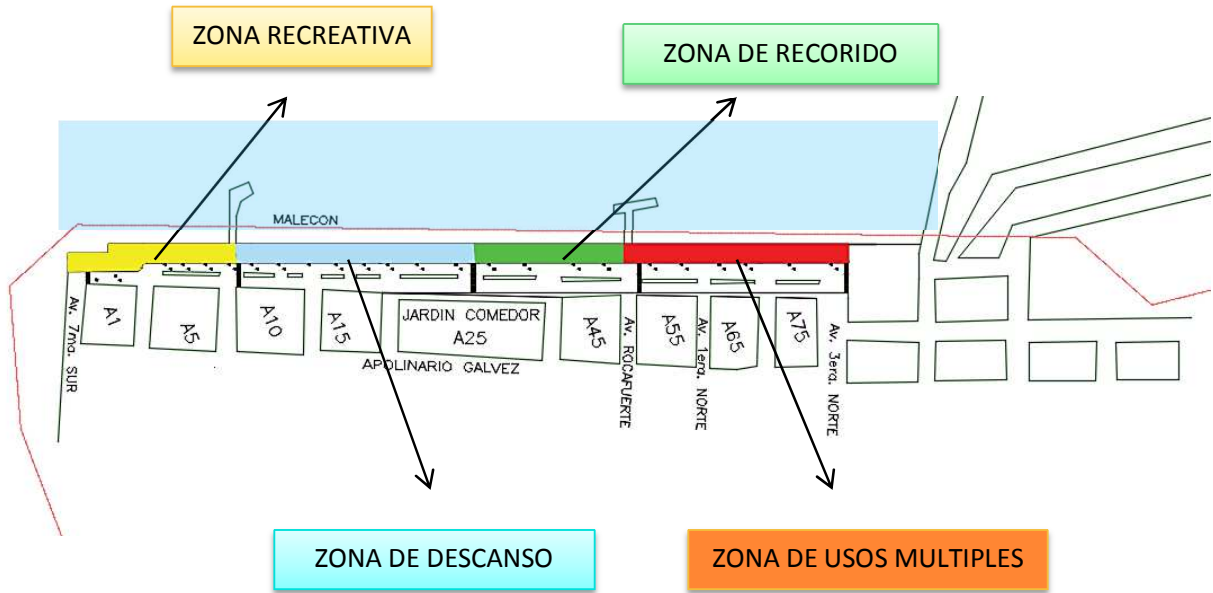 ZONA RECREATIVA
ZONA DE RECORIDO
MALECON
A1
A5
A10
A15
JARDIN COMEDOR
A25
A45
A55
A65
A75
APOLINARIO GALVEZ
Av. 7ma. SUR
Av. ROCAFUERTE
Av. 1era. NORTE
Av. 3era. NORTE
ZONA DE DESCANSO
ZONA DE USOS MULTIPLES